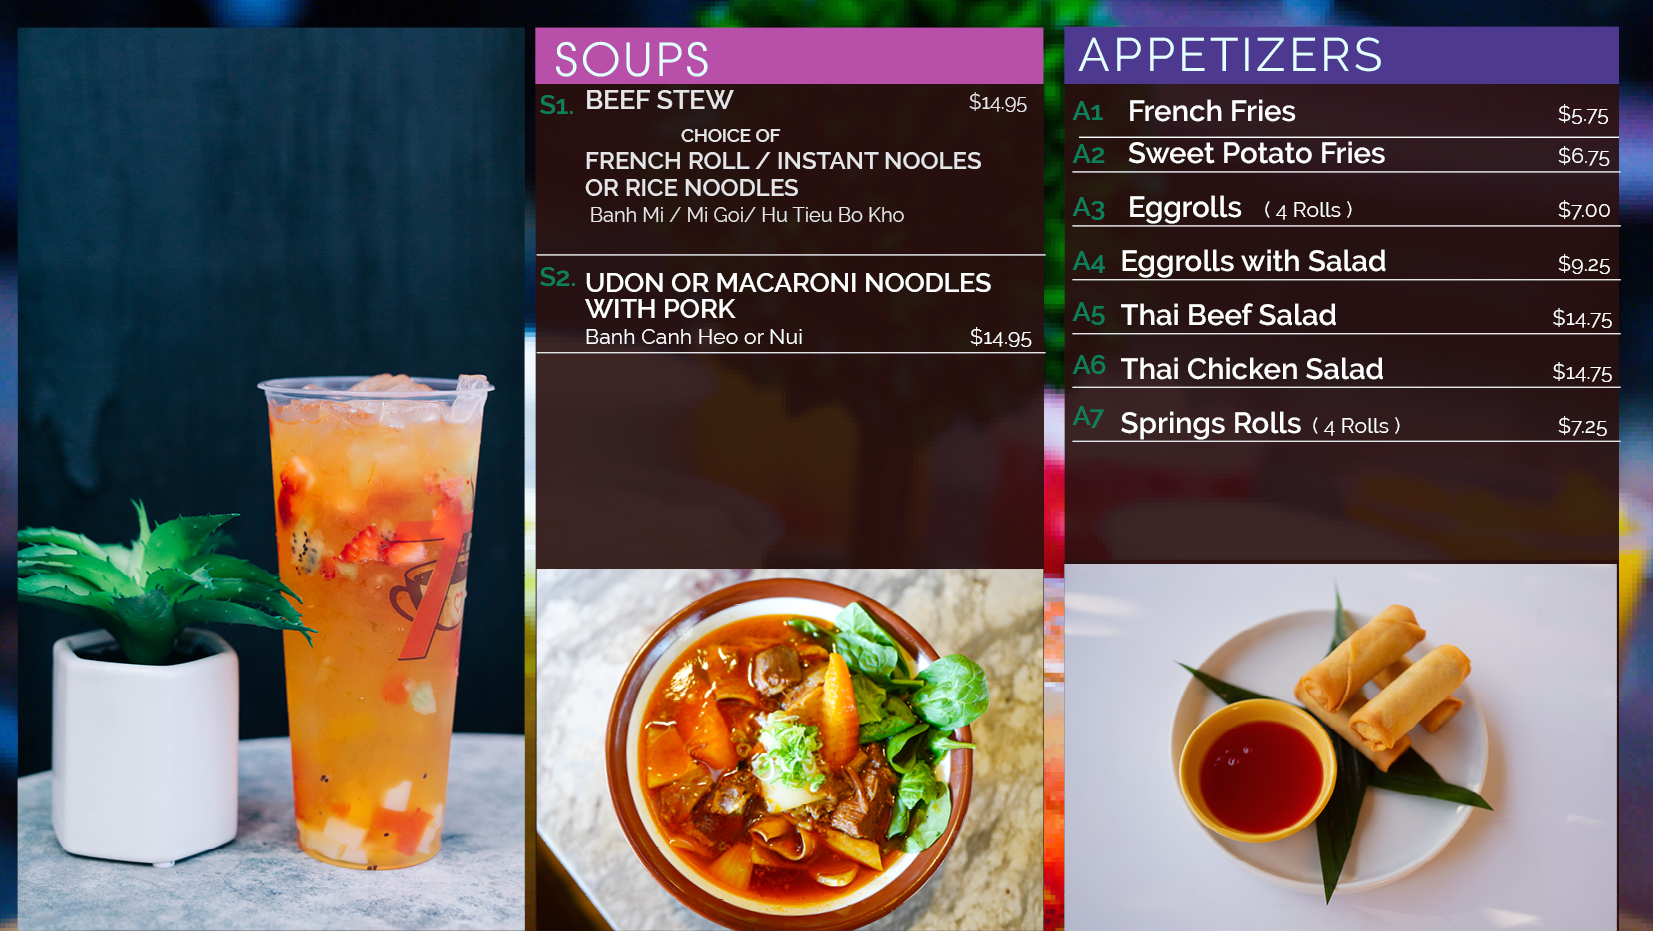 SOUPS
S1. BEEF STEW $14.95
CHOICE OF
FRENCH ROLL / INSTANT NOOLES
OR RICE NOODLES
Banh Mi / Mi Goi/ Hu Tieu Bo Kho
S2. UDON OR MACARONI NOODLES
WITH PORK
Banh Canh Heo or Nui $14.95
APPETIZERS
A1 French Fries $5.75
A2 Sweet Potato Fries $6.75
A3 Eggrolls ( 4 Rolls ) $7.00
A4 Eggrolls with Salad $9.25
A5 Thai Beef Salad $14.75
A6 Thai Chicken Salad $14.75
A7 Springs Rolls ( 4 Rolls ) $7.25
7